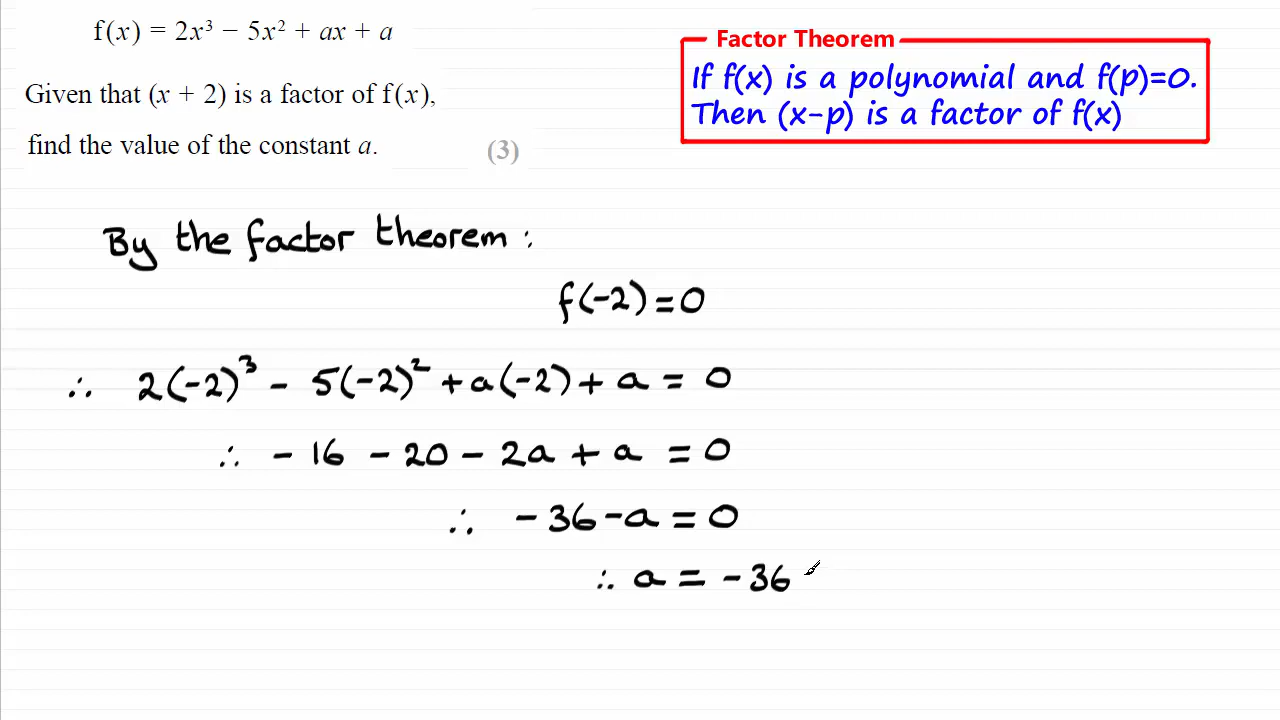 f(x) = 2x³ − 5x² + ax + a
Given that (x + 2) is a factor of f(x),
find the value of the constant a.
(3)
Factor Theorem
If f(x) is a polynomial and f(p)=0.
Then (x-p) is a factor of f(x)
By the factor theorem :
f(-2) = 0
∴ 2(-2)³ - 5(-2)² + a(-2) + a = 0
∴ - 16 - 20 - 2a + a = 0
∴ - 36 - a = 0
∴ a = - 36